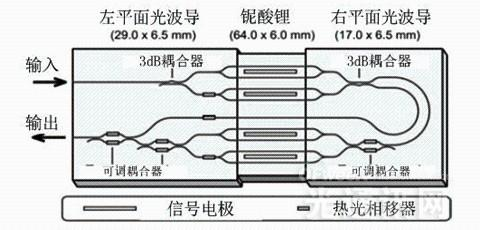 左平面光波导 铌酸锂 右平面光波导
(29.0 x 6.5 mm) (64.0 x 6.0 mm) (17.0 x 6.5 mm)
输入 3dB耦合器 3dB耦合器
输出
可调耦合器 可调耦合器
信号电极 热光相移器